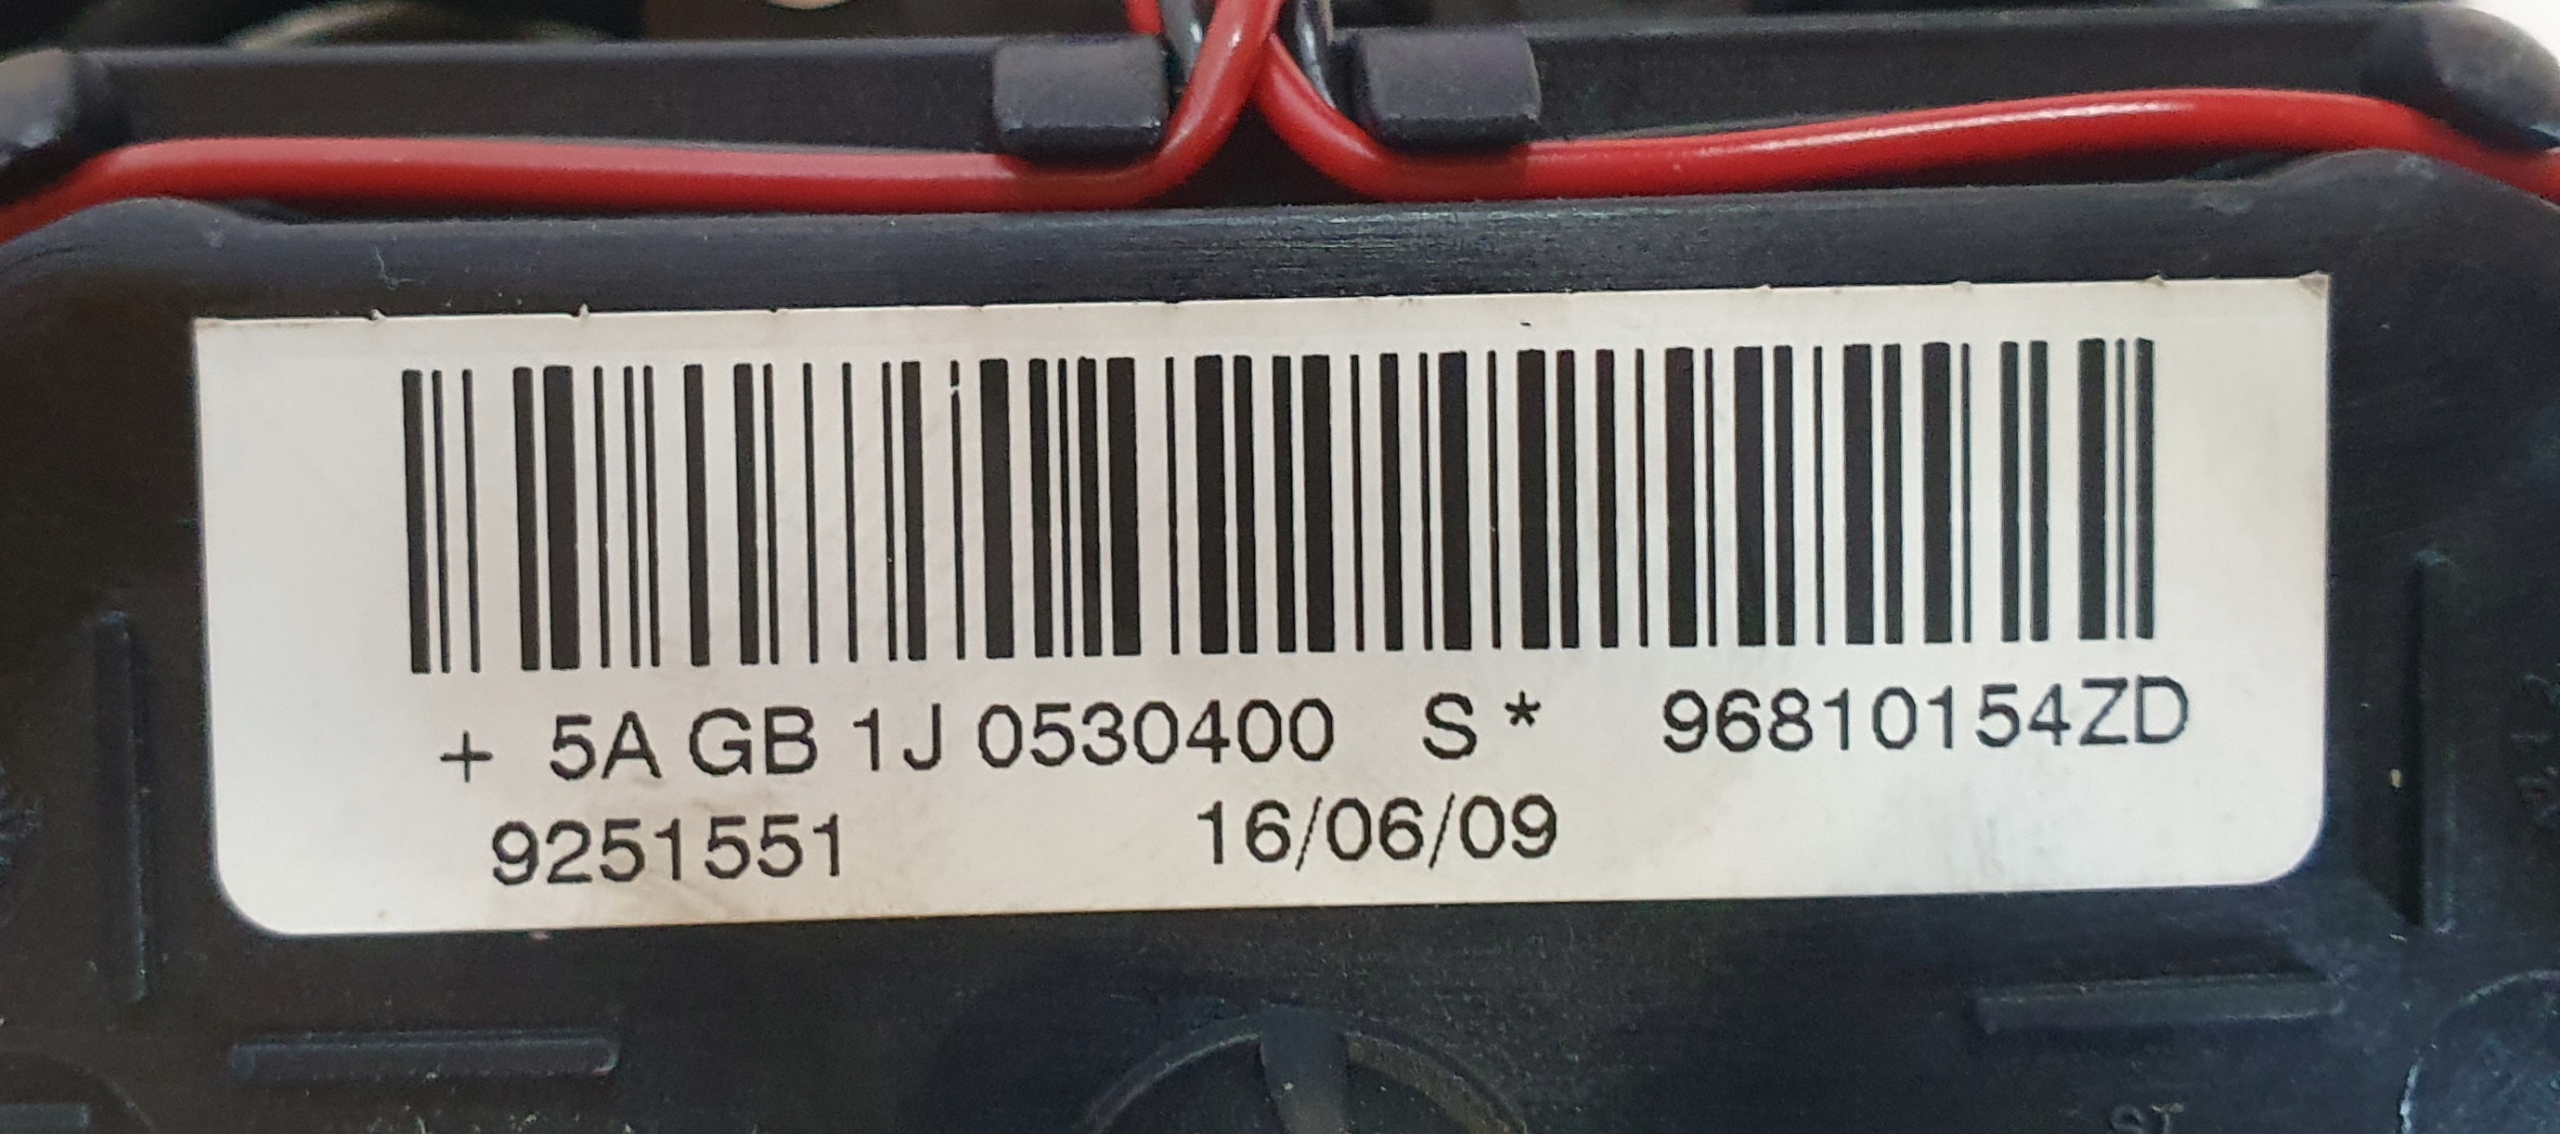 + 5A GB 1J 0530400 S * 96810154ZD
9251551 16/06/09